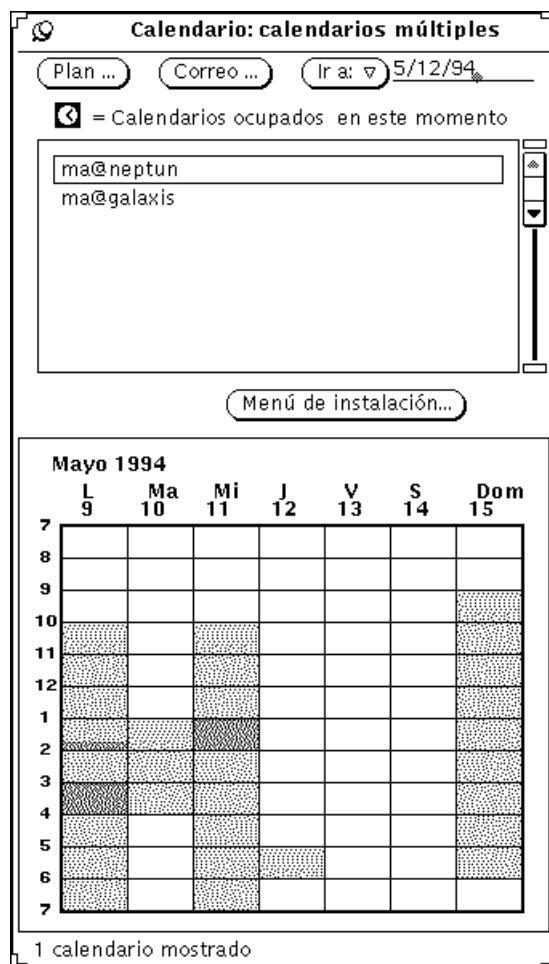 Calendario: calendarios múltiples
Plan ... Correo ... Ir a: 5/12/94
= Calendarios ocupados en este momento
ma@neptun
ma@galaxis
Menú de instalación...
Mayo 1994
L Ma Mi J V S Dom
9 10 11 12 13 14 15
7
8
9
10
11
12
1
2
3
4
5
6
7
1 calendario mostrado